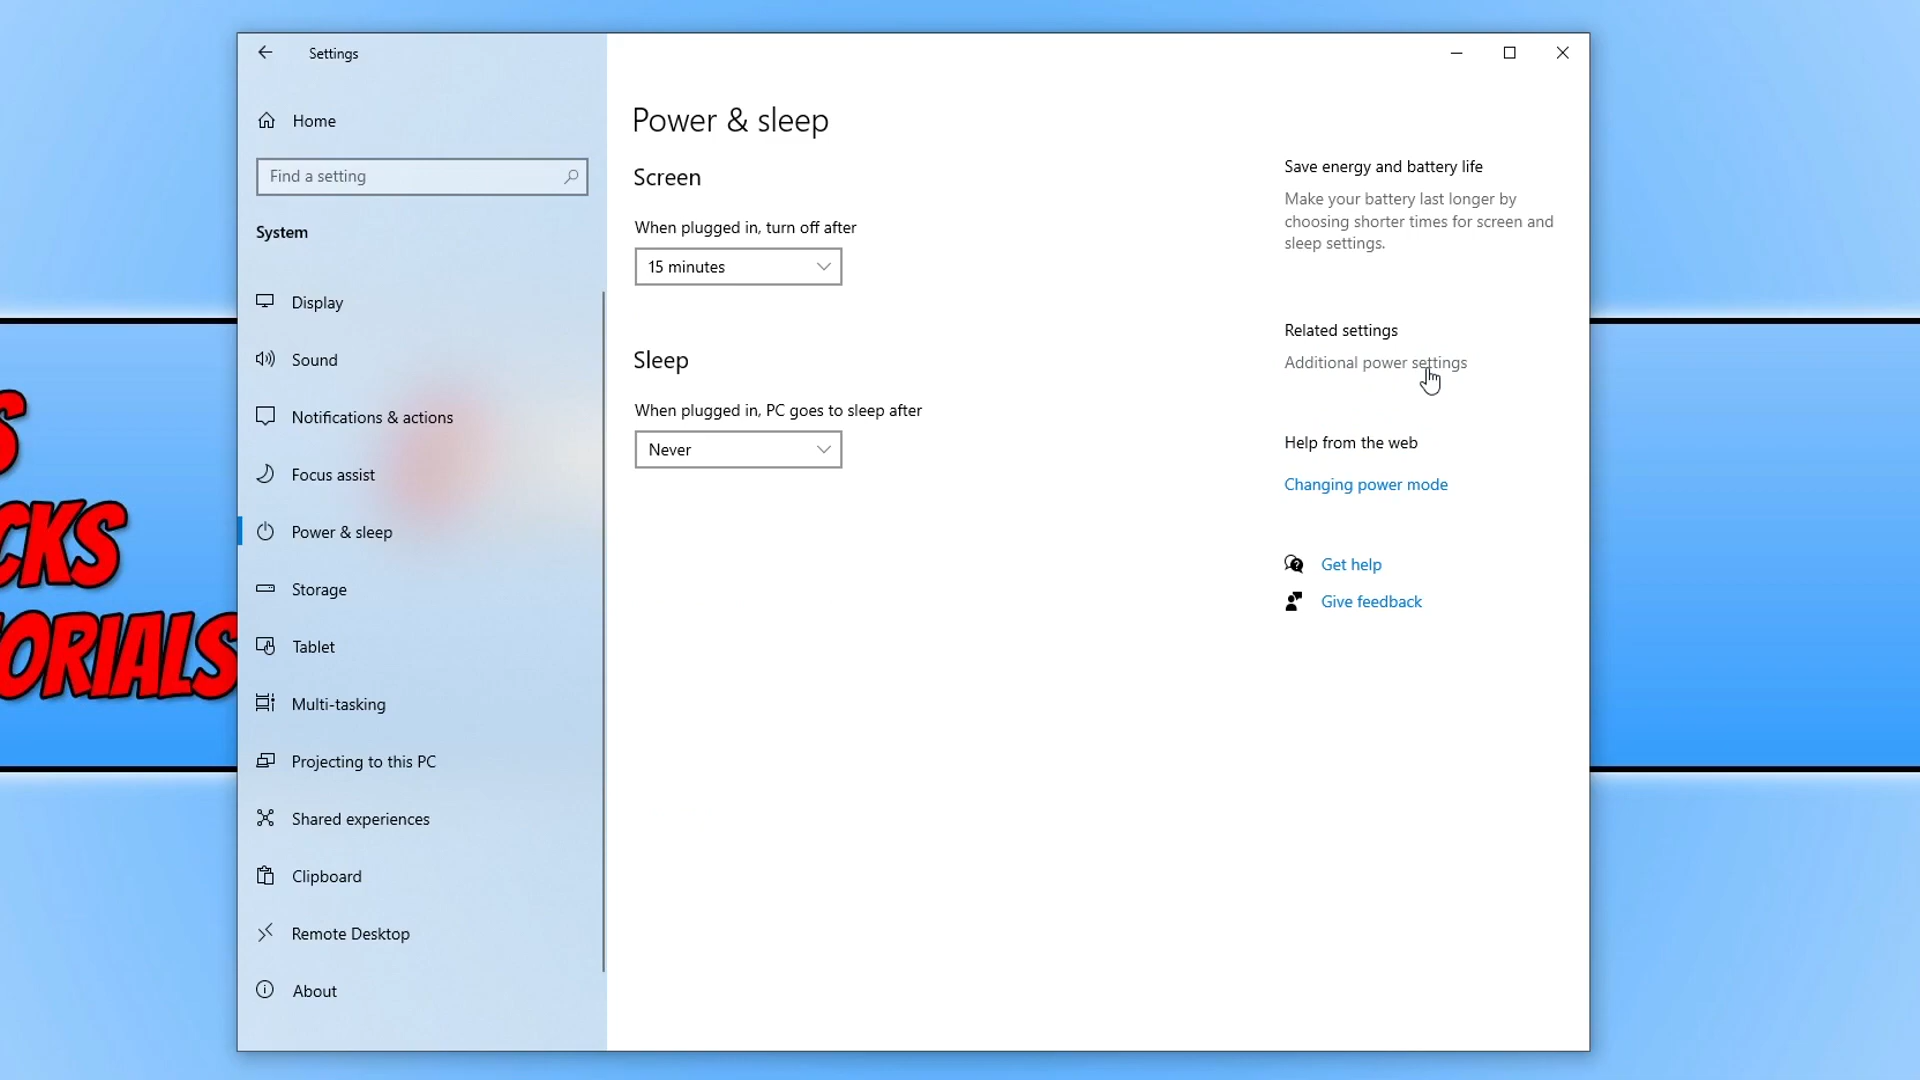 Settings
Home
Find a setting
System
Display
Sound
Notifications & actions
Focus assist
Power & sleep
Storage
Tablet
Multi-tasking
Projecting to this PC
Shared experiences
Clipboard
Remote Desktop
About
Power & sleep
Screen
When plugged in, turn off after
15 minutes
Sleep
When plugged in, PC goes to sleep after
Never
Save energy and battery life
Make your battery last longer by
choosing shorter times for screen and
sleep settings.
Related settings
Additional power settings
Help from the web
Changing power mode
Get help
Give feedback
S
CKS
ORIALS